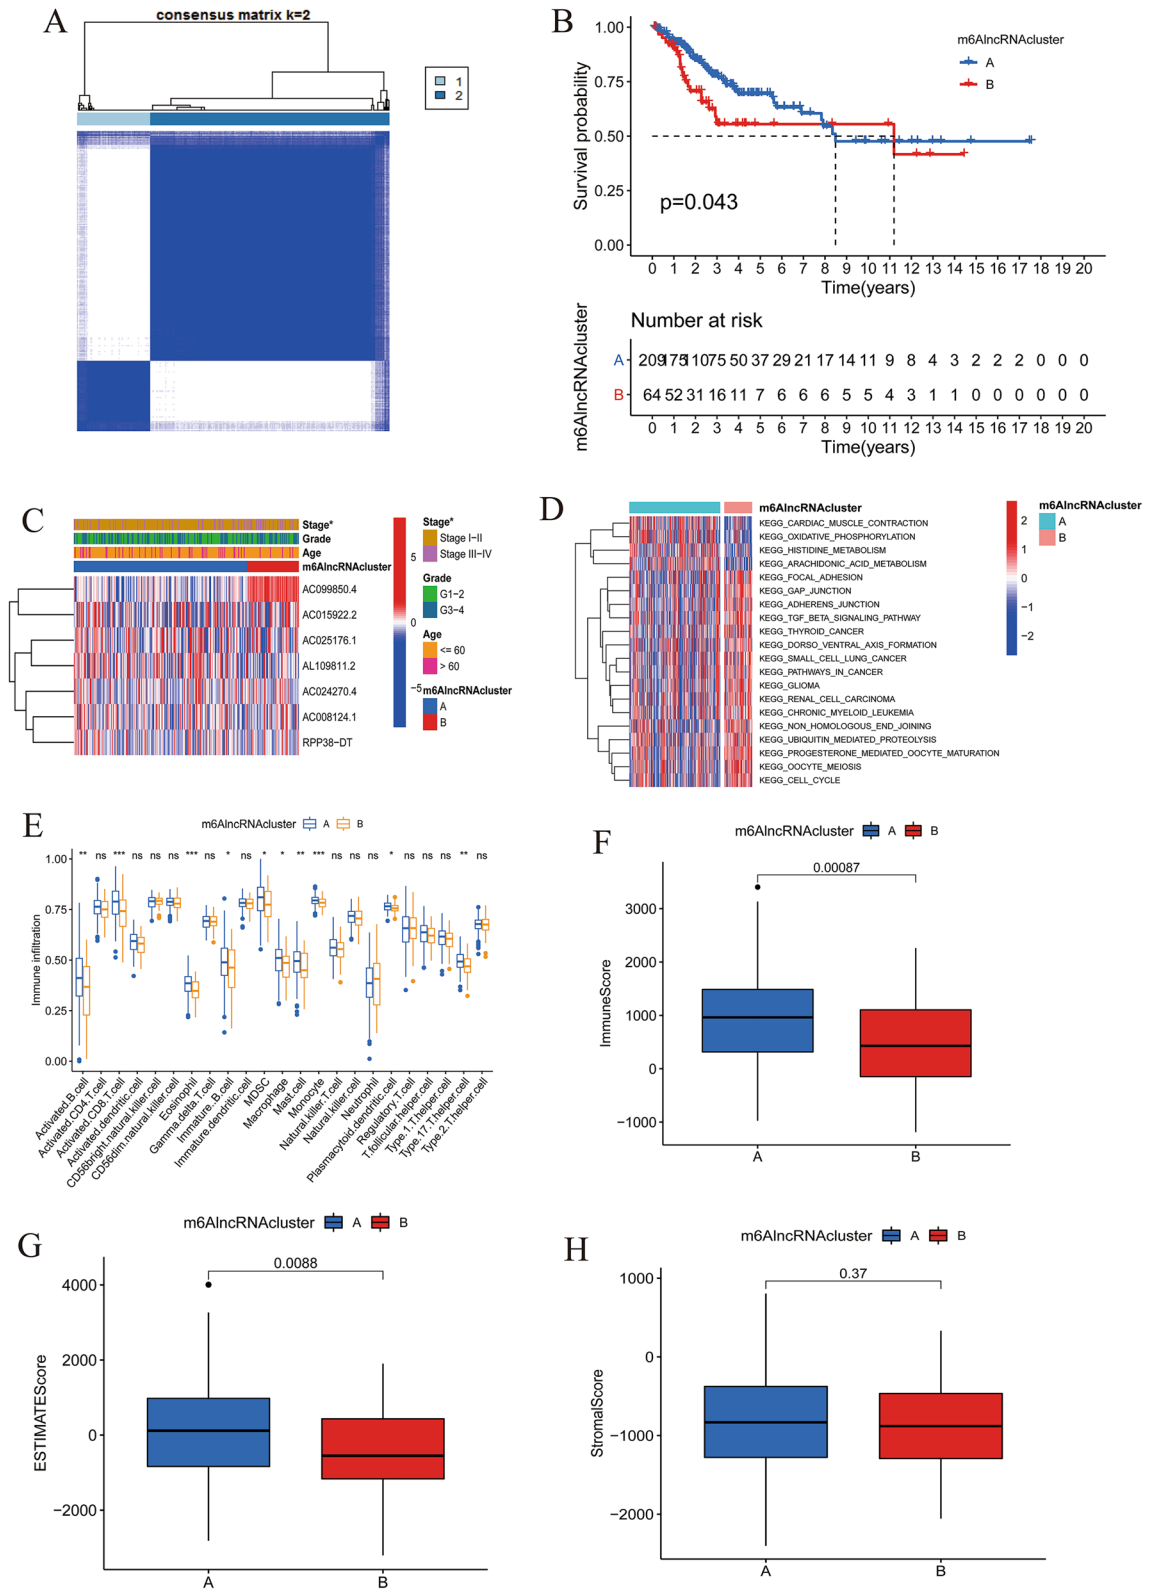 A
consensus matrix k=2
1
2
B
m6AlncRNAcluster
A
B
Survival probability
1.00
0.75
0.50
0.25
0.00
p=0.043
0 1 2 3 4 5 6 7 8 9 10 11 12 13 14 15 16 17 18 19 20
Time(years)
Number at risk
m6AlncRNAcluster
A 209 175 110 75 50 37 29 21 17 14 11 9 8 4 3 2 2 2 0 0 0
B 64 52 31 16 11 7 6 6 6 5 5 4 3 1 1 0 0 0 0 0 0
0 1 2 3 4 5 6 7 8 9 10 11 12 13 14 15 16 17 18 19 20
Time(years)
C
Stage*
Grade
Age
m6AlncRNAcluster
AC099850.4
AC015922.2
AC025176.1
AL109811.2
AC024270.4
AC008124.1
RPP38−DT
5
0
−5
Stage*
Stage I−II
Stage III−IV
Grade
G1−2
G3−4
Age
<= 60
> 60
m6AlncRNAcluster
A
B
D
m6AlncRNAcluster
KEGG_CARDIAC_MUSCLE_CONTRACTION
KEGG_OXIDATIVE_PHOSPHORYLATION
KEGG_HISTIDINE_METABOLISM
KEGG_ARACHIDONIC_ACID_METABOLISM
KEGG_FOCAL_ADHESION
KEGG_GAP_JUNCTION
KEGG_ADHERENS_JUNCTION
KEGG_TGF_BETA_SIGNALING_PATHWAY
KEGG_THYROID_CANCER
KEGG_DORSO_VENTRAL_AXIS_FORMATION
KEGG_SMALL_CELL_LUNG_CANCER
KEGG_PATHWAYS_IN_CANCER
KEGG_GLIOMA
KEGG_RENAL_CELL_CARCINOMA
KEGG_CHRONIC_MYELOID_LEUKEMIA
KEGG_NON_HOMOLOGOUS_END_JOINING
KEGG_UBIQUITIN_MEDIATED_PROTEOLYSIS
KEGG_PROGESTERONE_MEDIATED_OOCYTE_MATURATION
KEGG_OOCYTE_MEIOSIS
KEGG_CELL_CYCLE
2
1
0
−1
−2
m6AlncRNAcluster
A
B
E
m6AlncRNAcluster A B
** ns *** ns ns ns *** ns * ns * * ** *** ns ns ns * ns ns ns ** ns
Immune infiltration
1.00
0.75
0.50
0.25
0.00
Activated.B.cell
Activated.CD4.T.cell
Activated.CD8.T.cell
Activated.dendritic.cell
CD56bright.natural.killer.cell
CD56dim.natural.killer.cell
Eosinophil
Gamma.delta.T.cell
Immature..B.cell
Immature.dendritic.cell
MDSC
Macrophage
Mast.cell
Monocyte
Natural.killer.T.cell
Natural.killer.cell
Neutrophil
Plasmacytoid.dendritic.cell
Regulatory.T.cell
T.follicular.helper.cell
Type.1.T.helper.cell
Type.17.T.helper.cell
Type.2.T.helper.cell
F
m6AlncRNAcluster A B
0.00087
ImmuneScore
3000
2000
1000
0
−1000
A
B
G
m6AlncRNAcluster A B
0.0088
ESTIMATEScore
4000
2000
0
−2000
A
B
H
m6AlncRNAcluster A B
0.37
StromalScore
1000
0
−1000
−2000
A
B